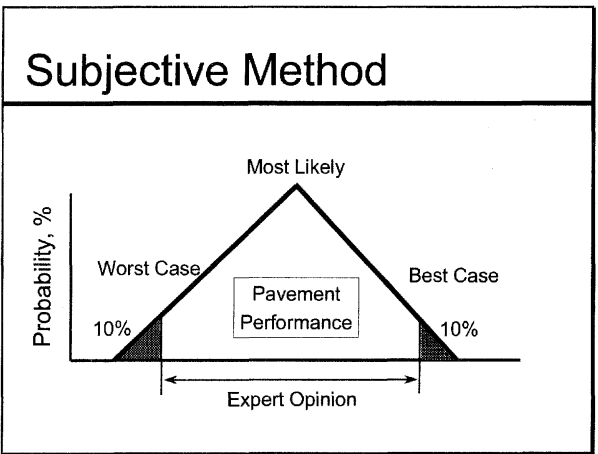 Subjective Method
Most Likely
Probability, %
Worst Case
Best Case
Pavement
Performance
10%
10%
Expert Opinion